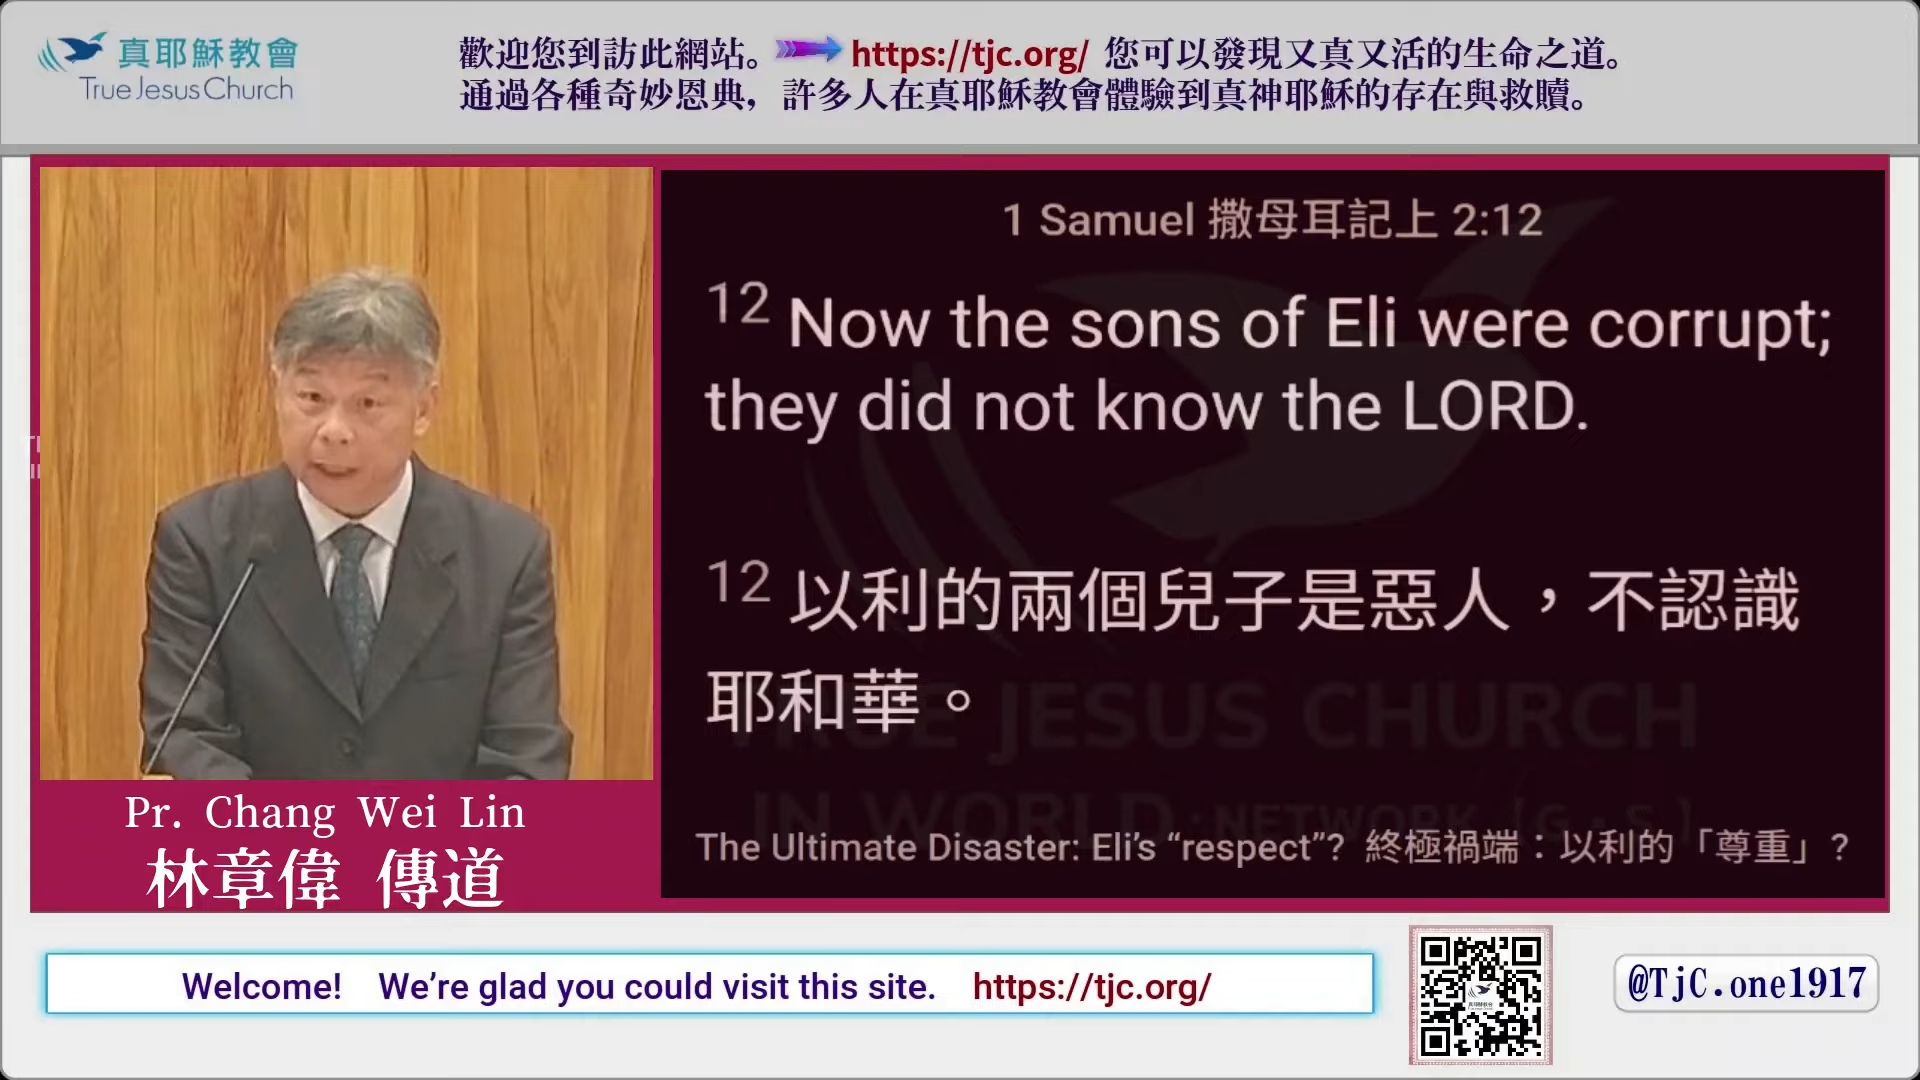 真耶穌教會
True Jesus Church
歡迎您到訪此網站。 https://tjc.org/ 您可以發現又真又活的生命之道。
通過各種奇妙恩典，許多人在真耶穌教會體驗到真神耶穌的存在與救贖。
1 Samuel 撒母耳記上 2:12
12 Now the sons of Eli were corrupt;
they did not know the LORD.
12 以利的兩個兒子是惡人，不認識
耶和華。
TRUE JESUS CHURCH
IN WORLD · NETWORK【G·S】
The Ultimate Disaster: Eli’s “respect”? 終極禍端：以利的「尊重」?
Pr. Chang Wei Lin
林章偉 傳道
Welcome! We’re glad you could visit this site. https://tjc.org/
@TjC.one1917